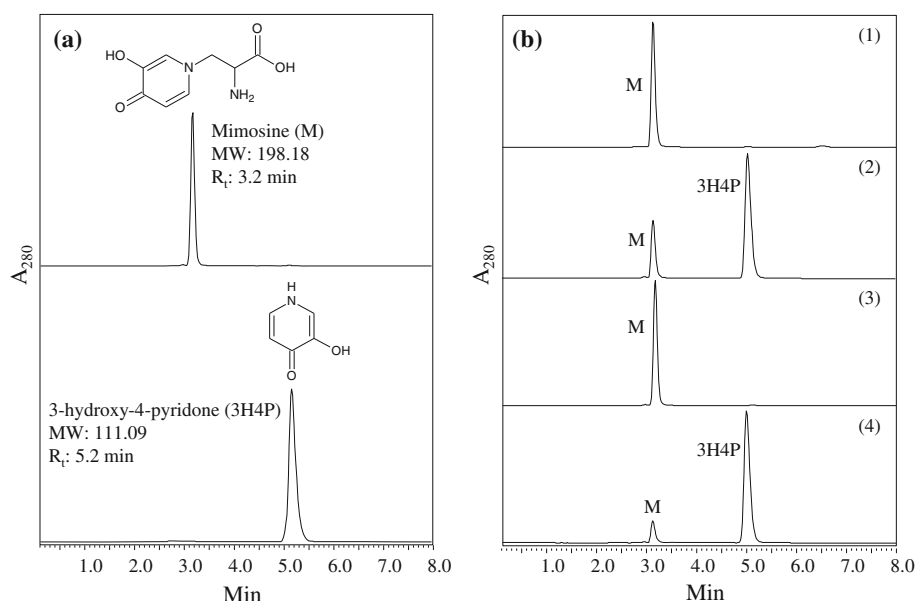 (a)
HO
O
N
O
OH
NH₂
Mimosine (M)
MW: 198.18
Rₜ: 3.2 min
H
N
OH
O
3-hydroxy-4-pyridone (3H4P)
MW: 111.09
Rₜ: 5.2 min
A₂₈₀
1.0 2.0 3.0 4.0 5.0 6.0 7.0 8.0
Min
(b)
(1)
M
(2)
3H4P
M
(3)
M
(4)
3H4P
M
A₂₈₀
1.0 2.0 3.0 4.0 5.0 6.0 7.0 8.0
Min